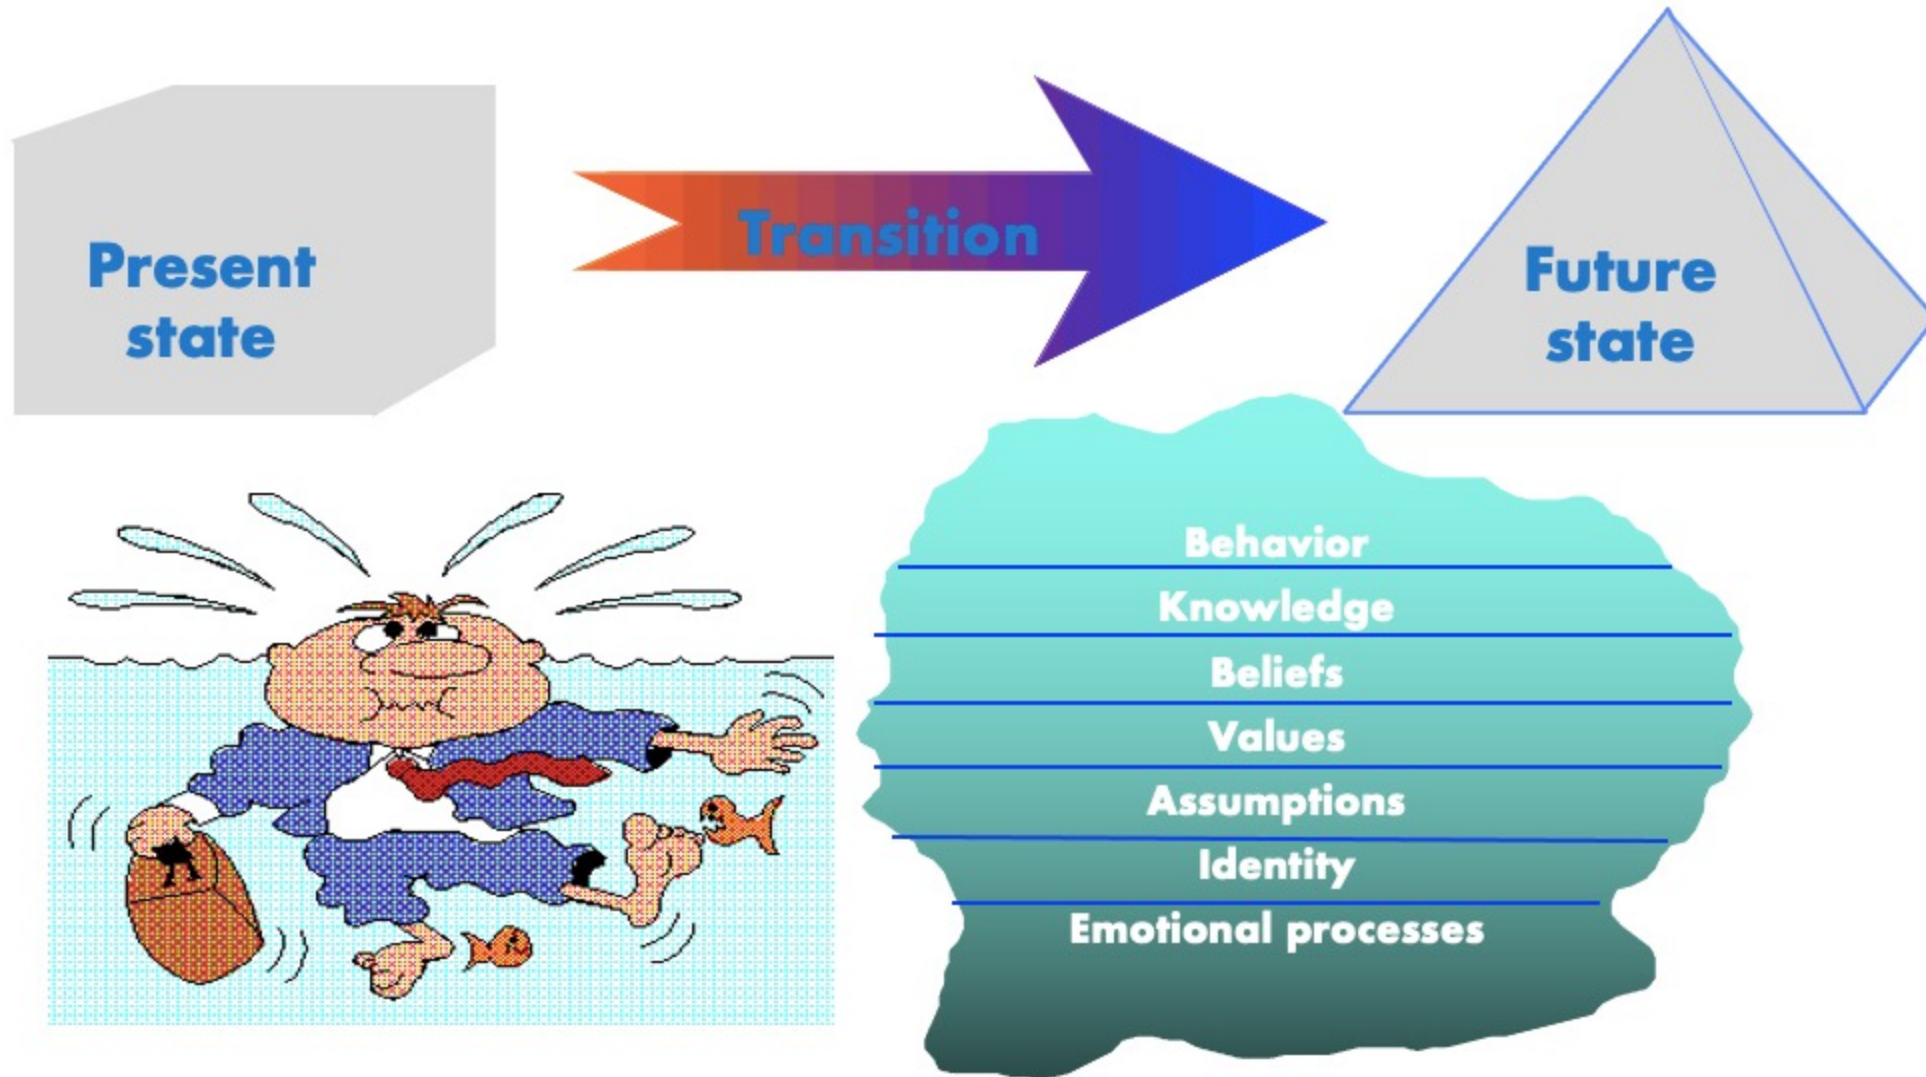 Present
state
Transition
Future
state
Behavior
Knowledge
Beliefs
Values
Assumptions
Identity
Emotional processes